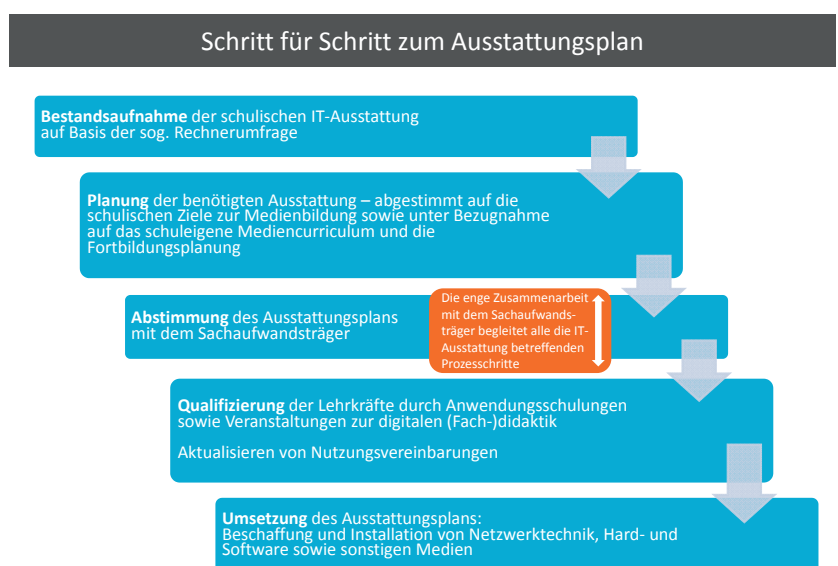 Schritt für Schritt zum Ausstattungsplan
Bestandsaufnahme der schulischen IT-Ausstattung
auf Basis der sog. Rechnerumfrage
Planung der benötigten Ausstattung – abgestimmt auf die
schulischen Ziele zur Medienbildung sowie unter Bezugnahme
auf das schuleigene Mediencurriculum und die
Fortbildungsplanung
Abstimmung des Ausstattungsplans
mit dem Sachaufwandsträger
Die enge Zusammenarbeit
mit dem Sachaufwands-
träger begleitet alle die IT-
Ausstattung betreffenden
Prozesschritte
Qualifizierung der Lehrkräfte durch Anwendungsschulungen
sowie Veranstaltungen zur digitalen (Fach-)didaktik
Aktualisieren von Nutzungsvereinbarungen
Umsetzung des Ausstattungsplans:
Beschaffung und Installation von Netzwerktechnik, Hard- und
Software sowie sonstigen Medien